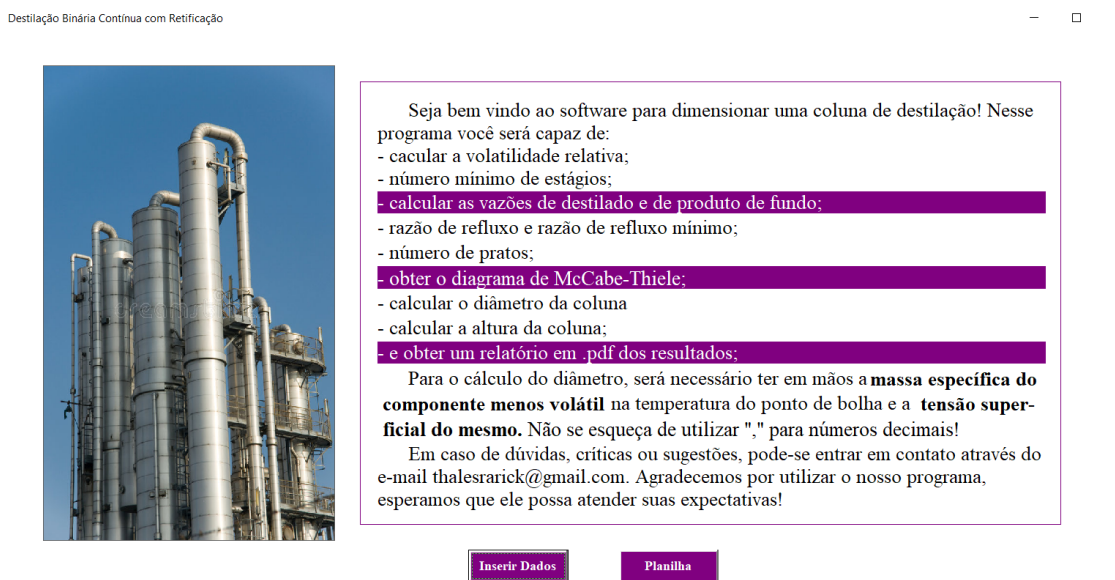 Destilação Binária Contínua com Retificação
Seja bem vindo ao software para dimensionar uma coluna de destilação! Nesse
programa você será capaz de:
- cacular a volatilidade relativa;
- número mínimo de estágios;
- calcular as vazões de destilado e de produto de fundo;
- razão de refluxo e razão de refluxo mínimo;
- número de pratos;
- obter o diagrama de McCabe-Thiele;
- calcular o diâmetro da coluna
- calcular a altura da coluna;
- e obter um relatório em .pdf dos resultados;
Para o cálculo do diâmetro, será necessário ter em mãos a massa específica do
componente menos volátil na temperatura do ponto de bolha e a tensão super-
ficial do mesmo. Não se esqueça de utilizar "," para números decimais!
Em caso de dúvidas, críticas ou sugestões, pode-se entrar em contato através do
e-mail thalesrarick@gmail.com. Agradecemos por utilizar o nosso programa,
esperamos que ele possa atender suas expectativas!
Inserir Dados
Planilha